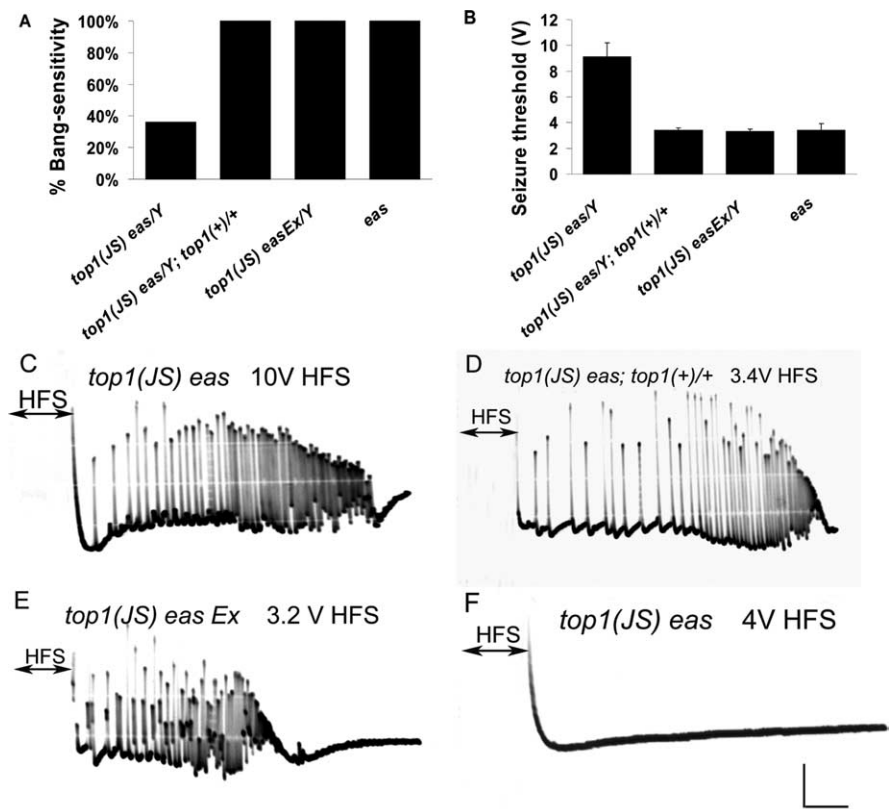 A
% Bang-sensitivity
100%
80%
60%
40%
20%
0%
top1(JS) eas/Y
top1(JS) eas/Y; top1(+)/+
top1(JS) easEx/Y
eas
B
Seizure threshold (V)
12
10
8
6
4
2
0
top1(JS) eas/Y
top1(JS) eas/Y; top1(+)/+
top1(JS) easEx/Y
eas
C
top1(JS) eas 10V HFS
HFS
D
top1(JS) eas; top1(+)/+ 3.4V HFS
HFS
E
top1(JS) eas Ex 3.2 V HFS
HFS
F
top1(JS) eas 4V HFS
HFS